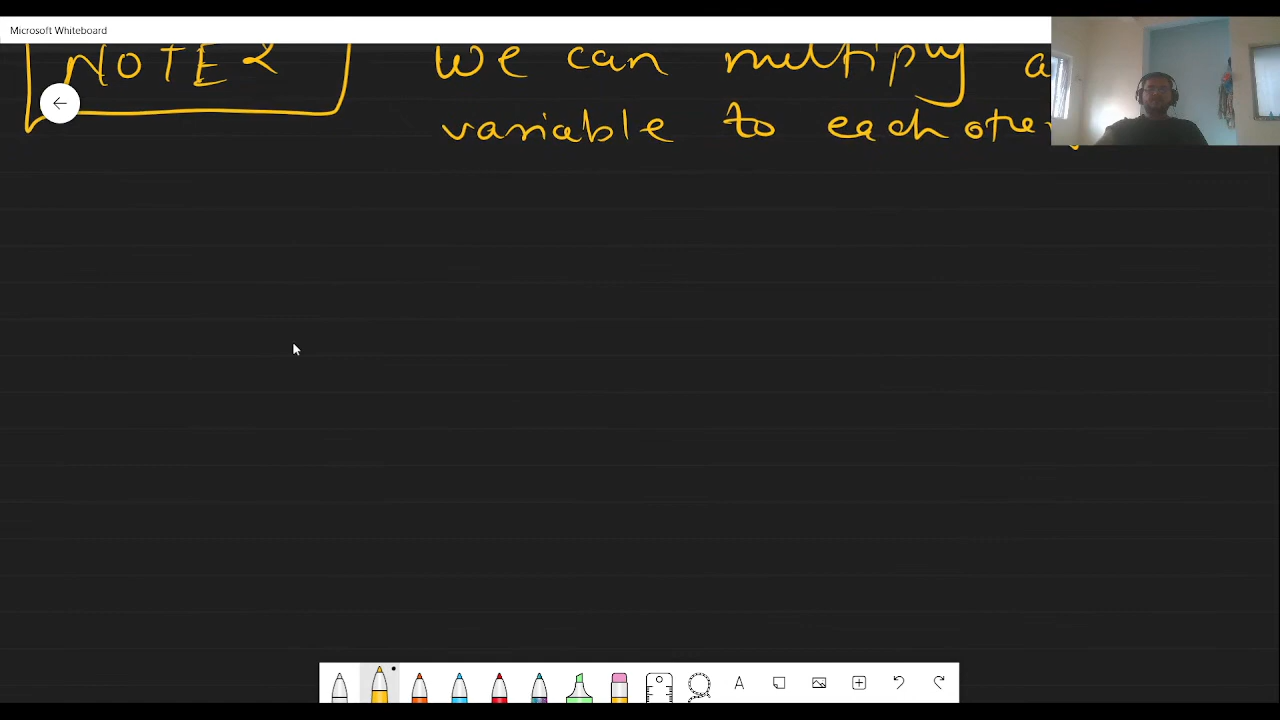 Microsoft Whiteboard
NOTE 2 We can multiply
variable to each other